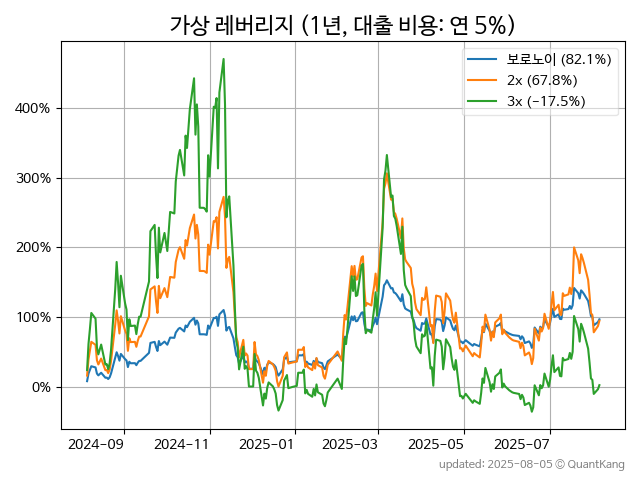 가상 레버리지 (1년, 대출 비용: 연 5%)
보로노이 (82.1%)
2x (67.8%)
3x (-17.5%)
400%
300%
200%
100%
0%
2024-09 2024-11 2025-01 2025-03 2025-05 2025-07
updated: 2025-08-05 © QuantKang